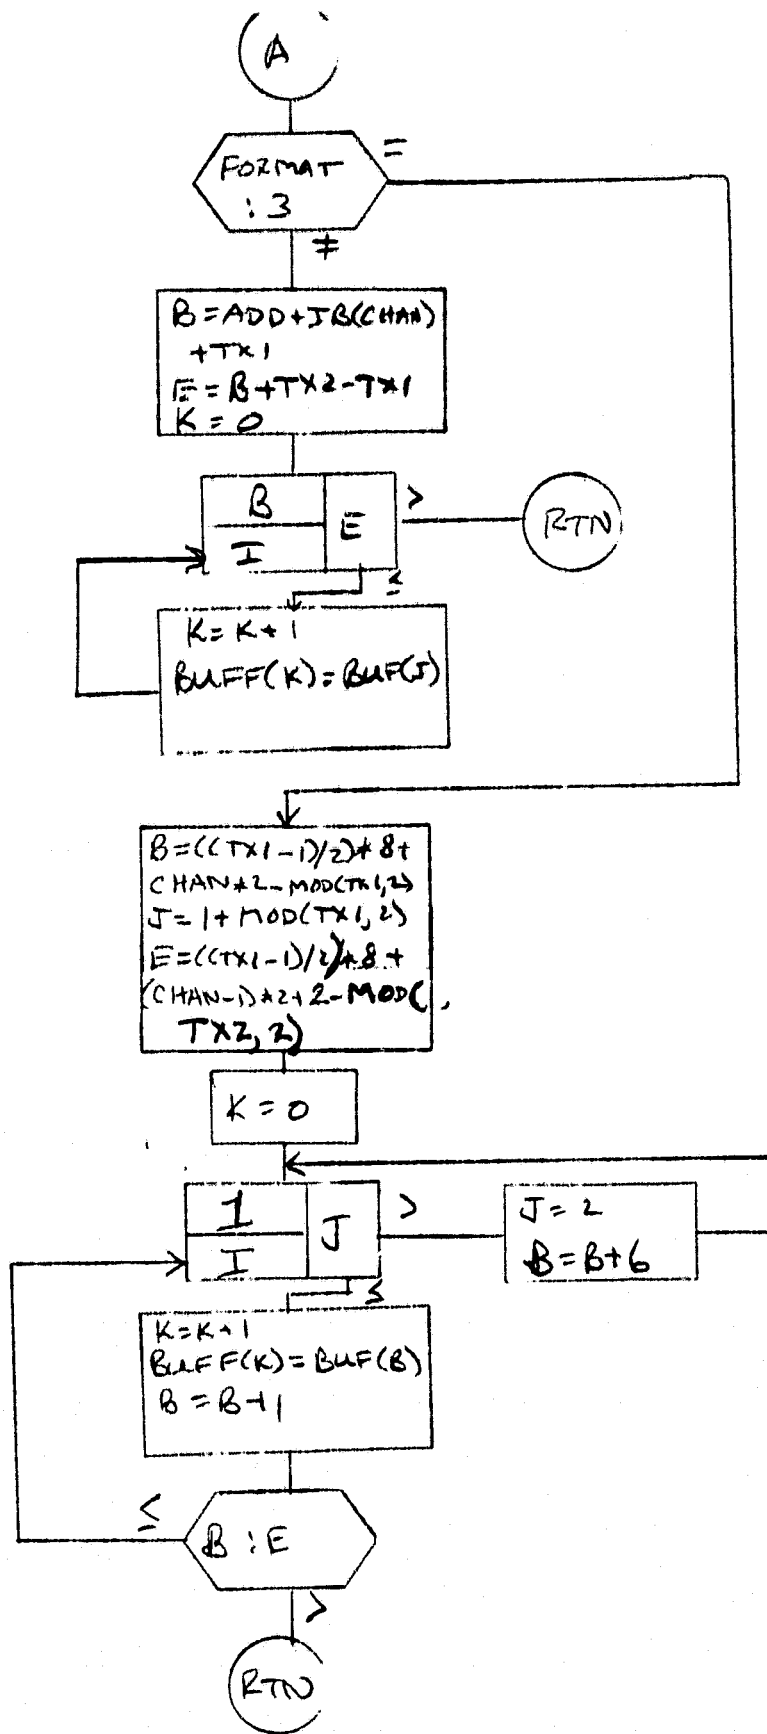 A
FORMAT
=
: 3
≠
B = ADD + JB(CHAN)
+ TX1
E = B + TX2 - TX1
K = 0
B
E
>
RTN
I
≤
K = K + 1
BUFF(K) = BUF(J)
B = ((TX1-1)/2)*8+
CHAN*2-MOD(TX1,2)
J = 1 + MOD(TX1,2)
E = ((TX1-1)/2)*8+
(CHAN-1)*2+2-MOD(
TX2,2)
K = 0
1
J
>
J = 2
I
B = B+6
≤
K = K+1
BUFF(K) = BUF(B)
B = B+1
≤
B : E
>
RTN